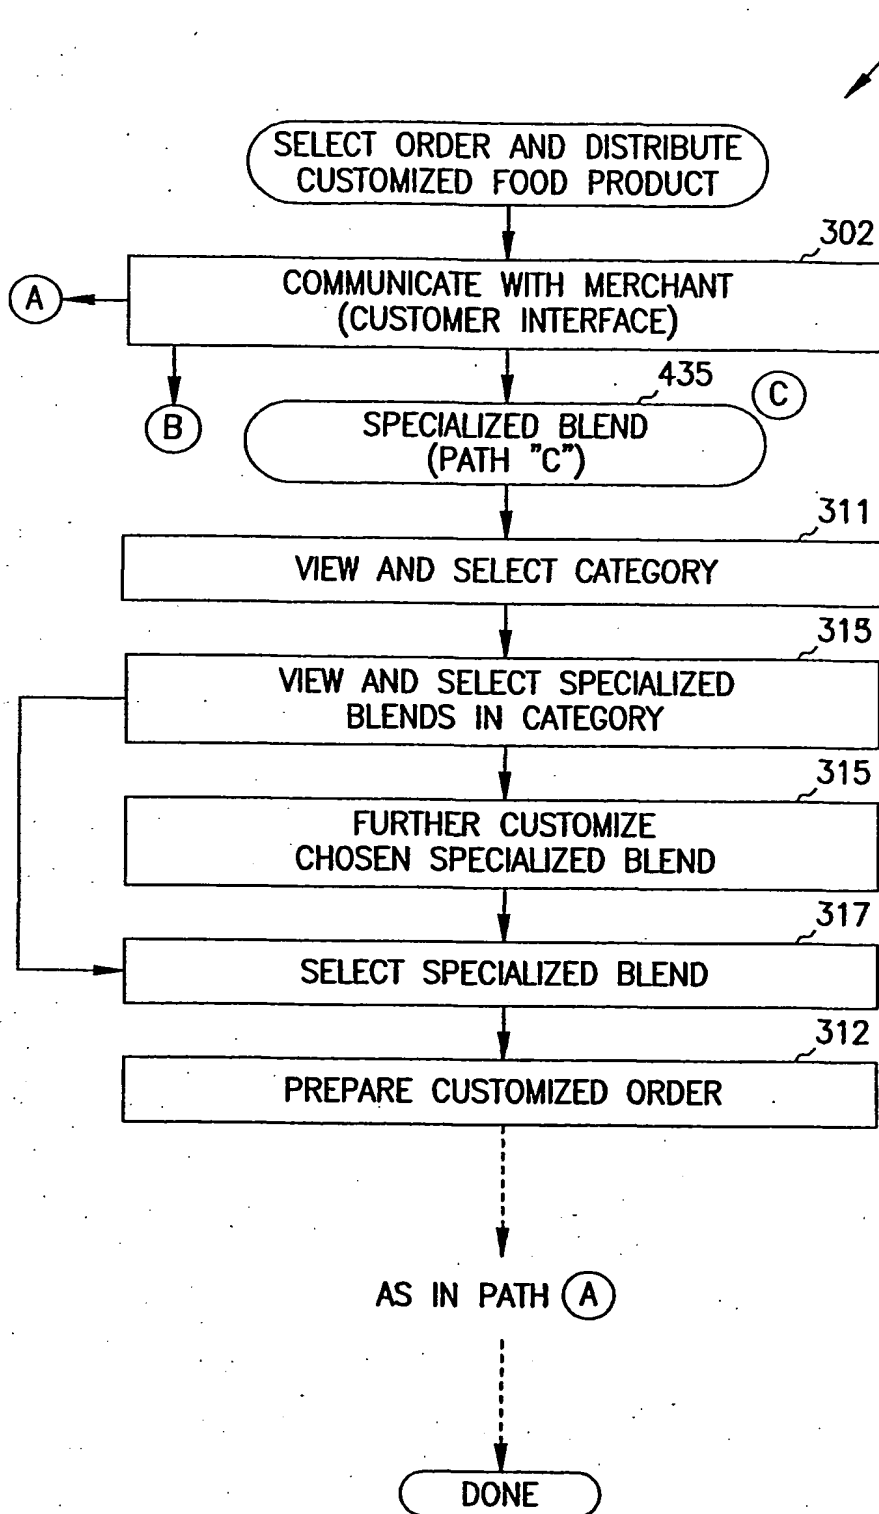 SELECT ORDER AND DISTRIBUTE
CUSTOMIZED FOOD PRODUCT
302
COMMUNICATE WITH MERCHANT
(CUSTOMER INTERFACE)
A
B
435
C
SPECIALIZED BLEND
(PATH "C")
311
VIEW AND SELECT CATEGORY
313
VIEW AND SELECT SPECIALIZED
BLENDS IN CATEGORY
315
FURTHER CUSTOMIZE
CHOSEN SPECIALIZED BLEND
317
SELECT SPECIALIZED BLEND
312
PREPARE CUSTOMIZED ORDER
AS IN PATH A
DONE